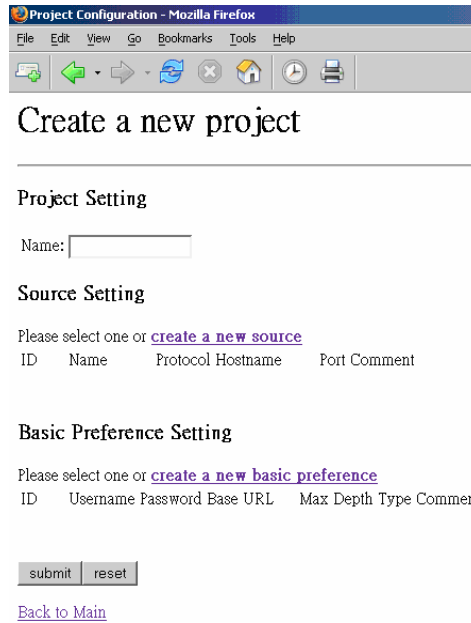 Project Configuration - Mozilla Firefox
File Edit View Go Bookmarks Tools Help
Create a new project
Project Setting
Name:
Source Setting
Please select one or create a new source
ID Name Protocol Hostname Port Comment
Basic Preference Setting
Please select one or create a new basic preference
ID Username Password Base URL Max Depth Type Commer
submit reset
Back to Main